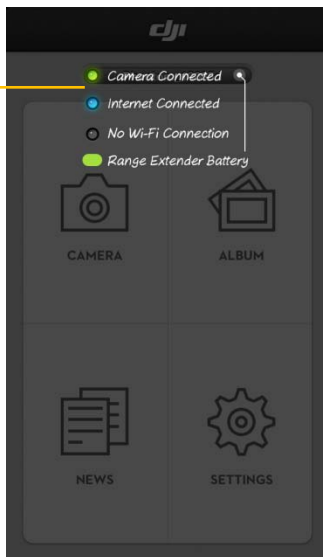 dji
Camera Connected
Internet Connected
No Wi-Fi Connection
Range Extender Battery
CAMERA ALBUM
NEWS SETTINGS